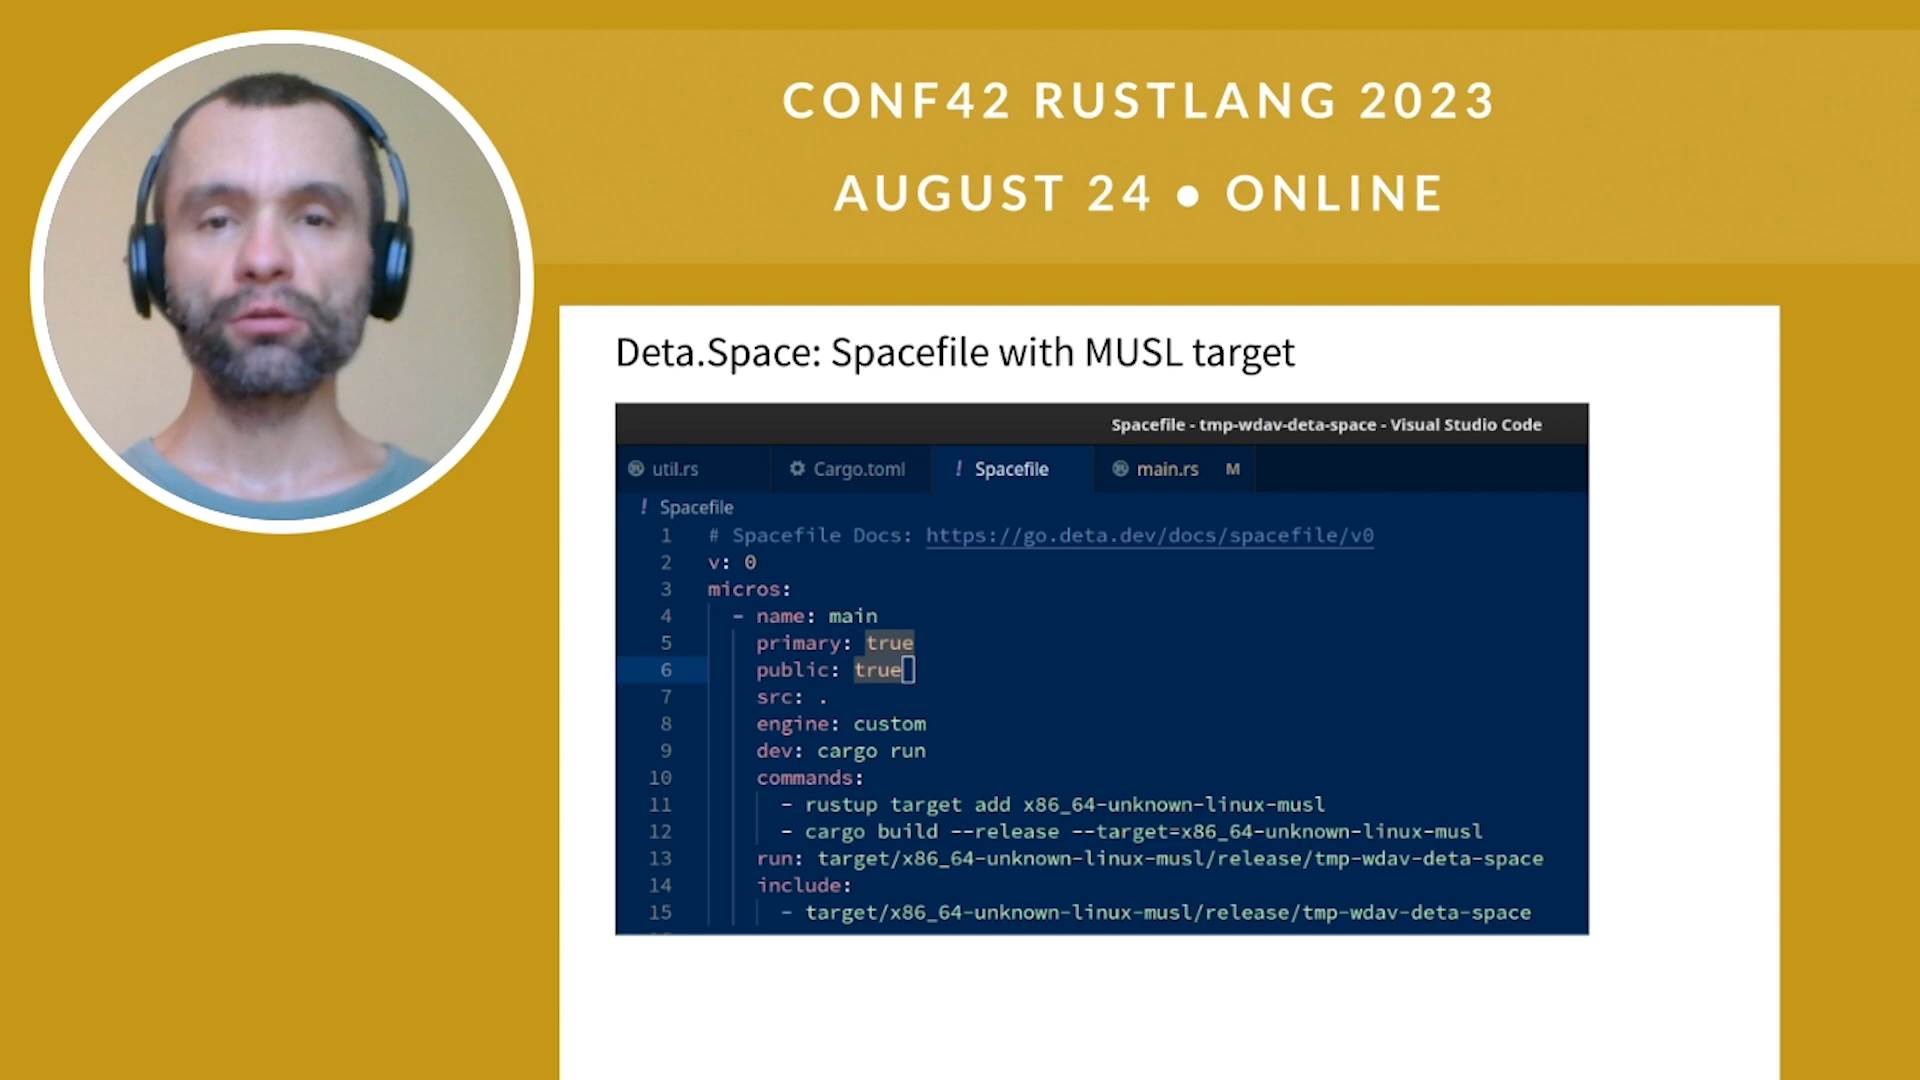 CONF42 RUSTLANG 2023
AUGUST 24 • ONLINE
Deta.Space: Spacefile with MUSL target
Spacefile - tmp-wdav-deta-space - Visual Studio Code
util.rs Cargo.toml ! Spacefile main.rs M
! Spacefile
1 # Spacefile Docs: https://go.deta.dev/docs/spacefile/v0
2 v: 0
3 micros:
4 - name: main
5 primary: true
6 public: true
7 src: .
8 engine: custom
9 dev: cargo run
10 commands:
11 - rustup target add x86_64-unknown-linux-musl
12 - cargo build --release --target=x86_64-unknown-linux-musl
13 run: target/x86_64-unknown-linux-musl/release/tmp-wdav-deta-space
14 include:
15 - target/x86_64-unknown-linux-musl/release/tmp-wdav-deta-space